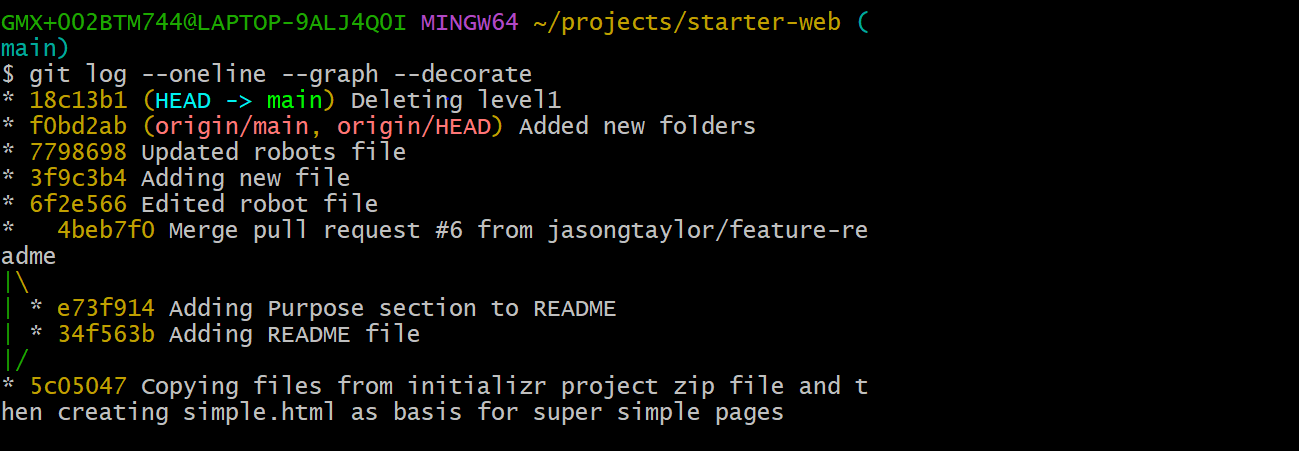 GMX+002BTM744@LAPTOP-9ALJ4Q0I MINGW64 ~/projects/starter-web (
main)
$ git log --oneline --graph --decorate
* 18c13b1 (HEAD -> main) Deleting level1
* f0bd2ab (origin/main, origin/HEAD) Added new folders
* 7798698 Updated robots file
* 3f9c3b4 Adding new file
* 6f2e566 Edited robot file
*   4beb7f0 Merge pull request #6 from jasongtaylor/feature-re
adme
|\
| * e73f914 Adding Purpose section to README
| * 34f563b Adding README file
|/
* 5c05047 Copying files from initializr project zip file and t
hen creating simple.html as basis for super simple pages